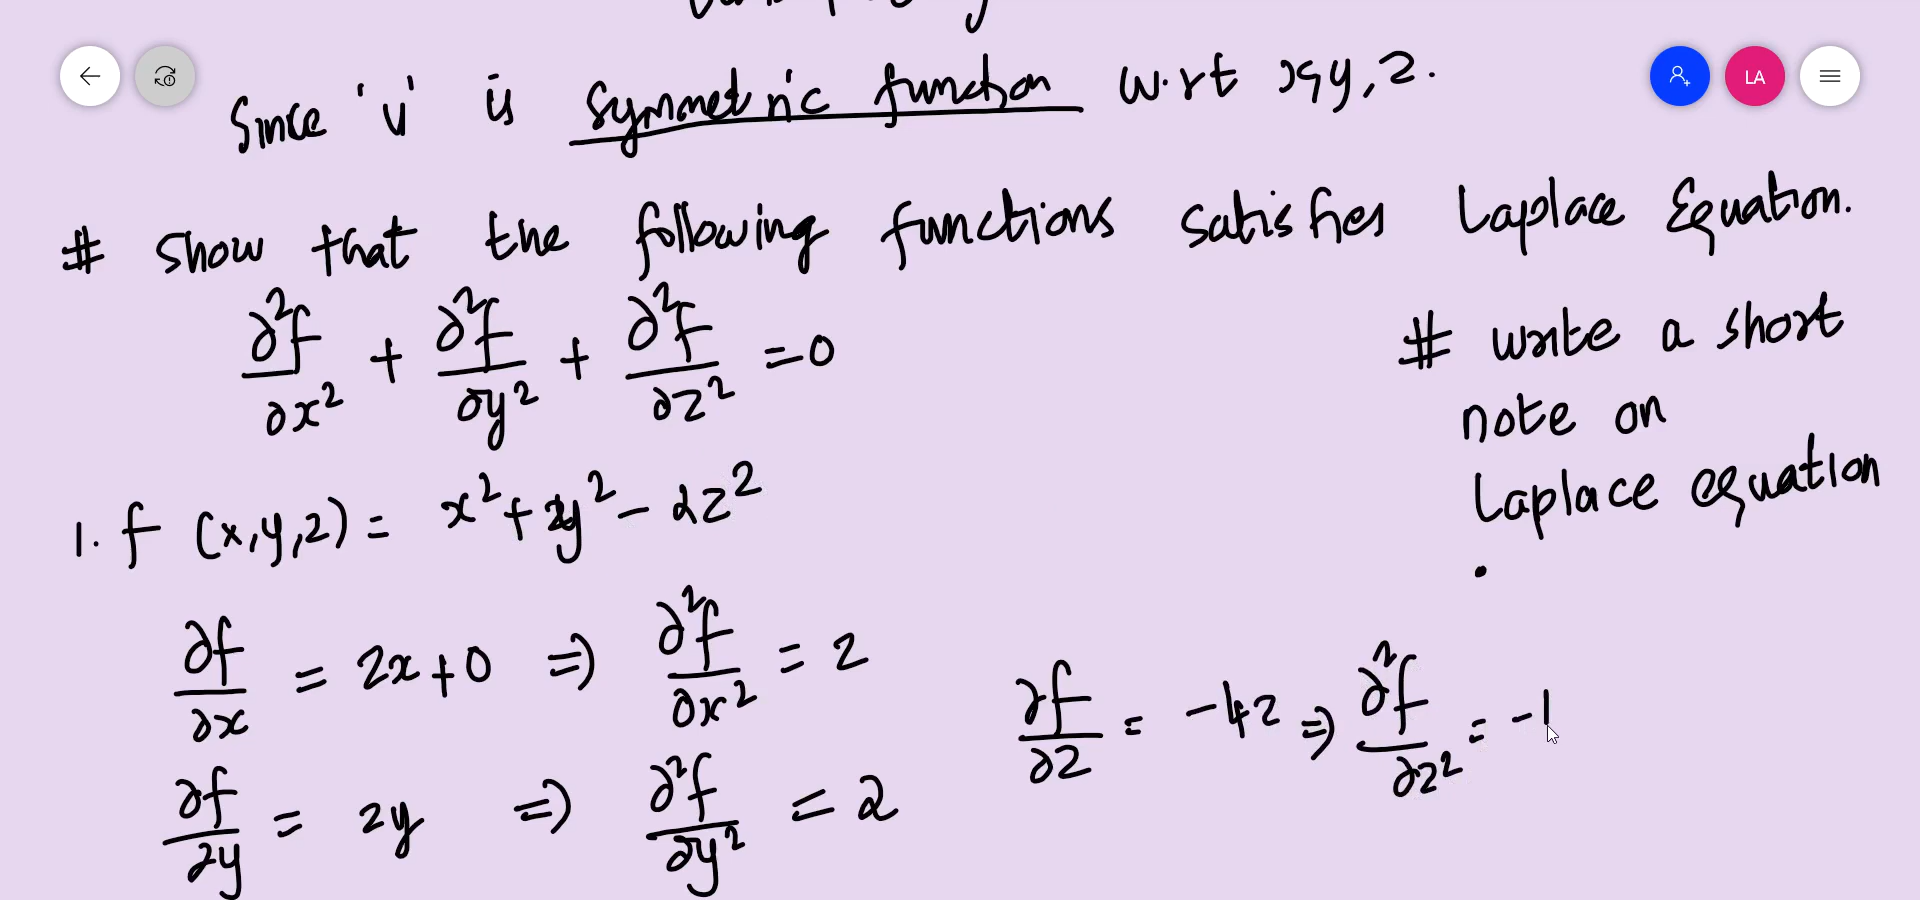 Since 'u' is symmetric function w.r.t x, y, z.
# show that the following functions satisfies Laplace Equation.
∂²f/∂x² + ∂²f/∂y² + ∂²f/∂z² = 0
# write a short
note on
Laplace equation
.
1. f (x, y, z) = x² + y² - 2z²
∂f/∂x = 2x + 0 ⇒ ∂²f/∂x² = 2
∂f/∂z = -4z ⇒ ∂²f/∂z² = -1
∂f/∂y = 2y ⇒ ∂²f/∂y² = 2
LA